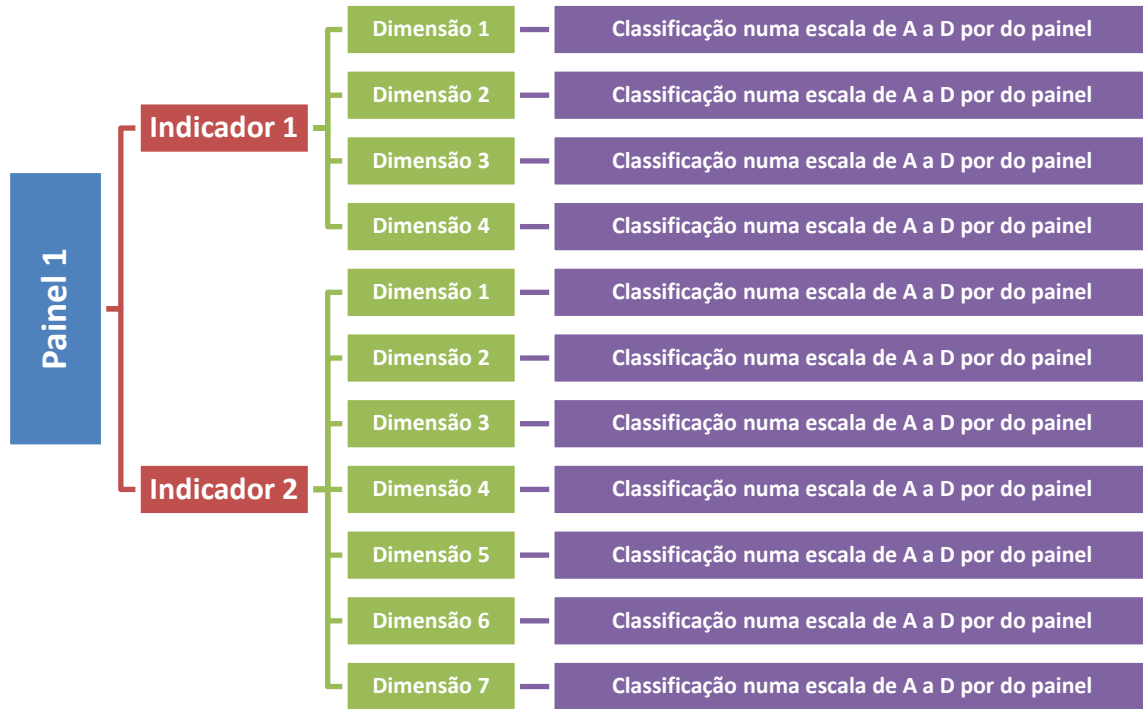 Painel 1
Indicador 1
Dimensão 1
Classificação numa escala de A a D por do painel
Dimensão 2
Classificação numa escala de A a D por do painel
Dimensão 3
Classificação numa escala de A a D por do painel
Dimensão 4
Classificação numa escala de A a D por do painel
Indicador 2
Dimensão 1
Classificação numa escala de A a D por do painel
Dimensão 2
Classificação numa escala de A a D por do painel
Dimensão 3
Classificação numa escala de A a D por do painel
Dimensão 4
Classificação numa escala de A a D por do painel
Dimensão 5
Classificação numa escala de A a D por do painel
Dimensão 6
Classificação numa escala de A a D por do painel
Dimensão 7
Classificação numa escala de A a D por do painel